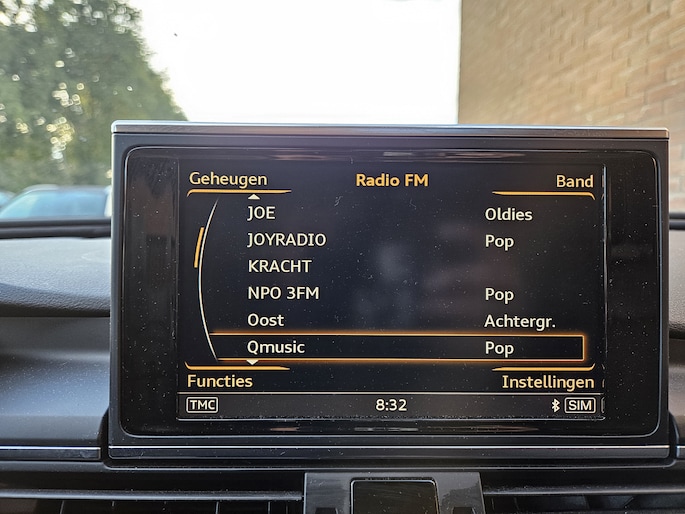 Geheugen Radio FM Band
JOE Oldies
JOYRADIO Pop
KRACHT
NPO 3FM Pop
Oost Achtergr.
Qmusic Pop
Functies Instellingen
TMC 8:32 SIM